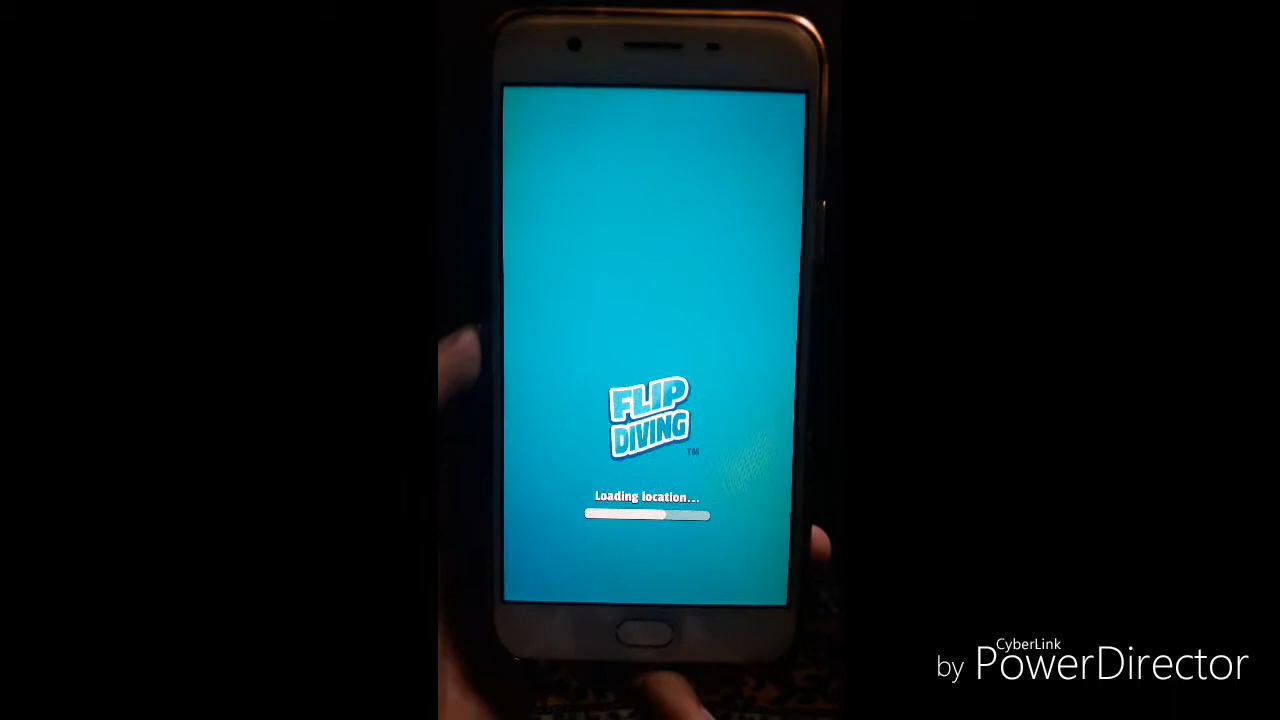 FLIP
DIVING
TM
Loading location...
CyberLink
by PowerDirector